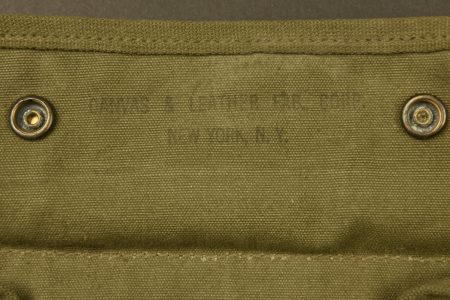 CANVAS & LEATHER FAB. CORP.
NEW YORK, N. Y.